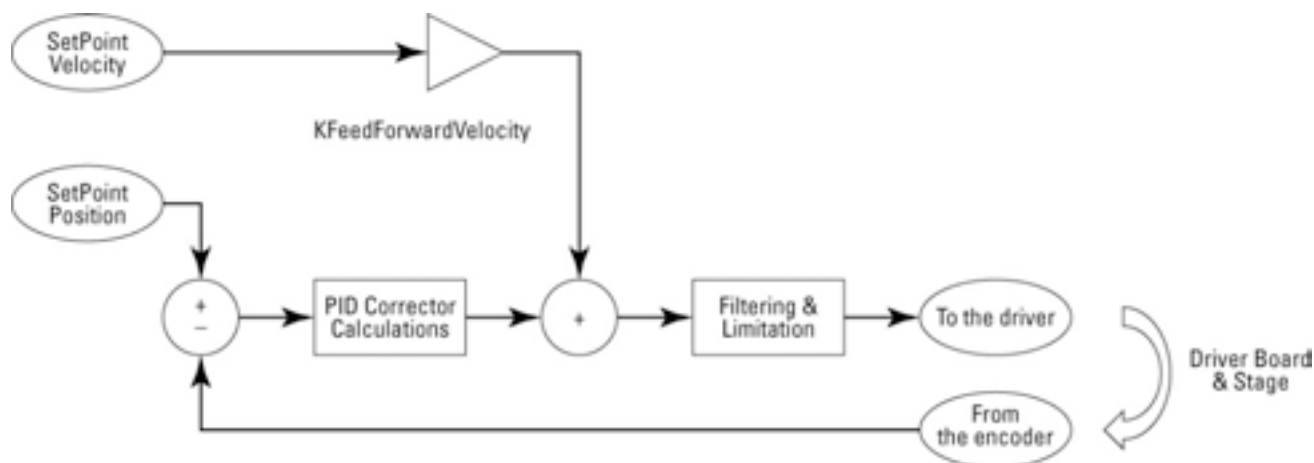 SetPoint
Velocity
KFeedForwardVelocity
SetPoint
Position
+
–
PID Corrector
Calculations
+
Filtering &
Limitation
To the driver
Driver Board
& Stage
From
the encoder